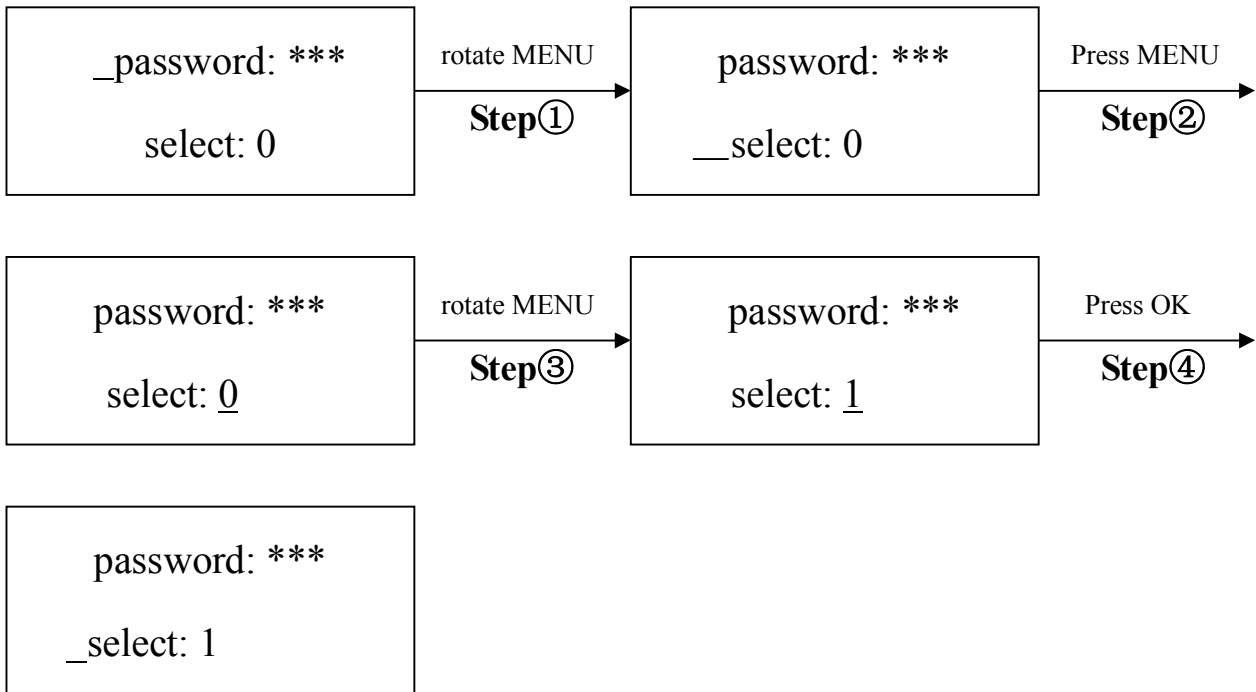 _password: ***
select: 0
rotate MENU
Step①
password: ***
__select: 0
Press MENU
Step②
password: ***
select: 0
rotate MENU
Step③
password: ***
select: 1
Press OK
Step④
password: ***
_select: 1